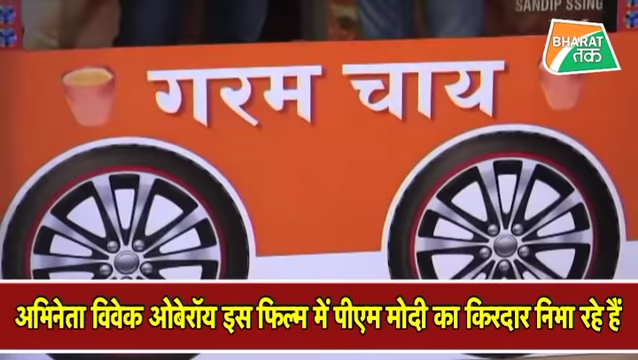 SANDIP SSING
BHARAT
तक
गरम चाय
अभिनेता विवेक ओबेरॉय इस फिल्म में पीएम मोदी का किरदार निभा रहे हैं